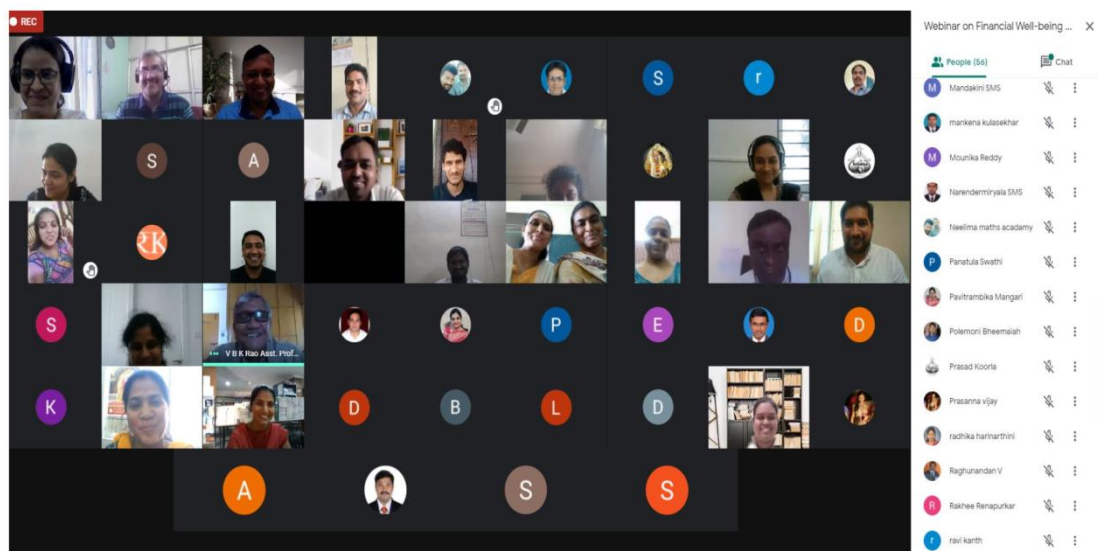 REC
Webinar on Financial Well-being ...
People (56)
Chat
S
r
S
A
RK
S
V B K Rao Asst. Prof...
P
E
D
K
D
B
L
D
A
S
S
M Mandakini SMS
mankena kulasekhar
M Mounika Reddy
Narendermiryala SMS
Neelima maths acadamy
P Panatula Swathi
Pavitrambika Mangari
Polemoni Bheemaiah
Prasad Koorla
Prasanna vijay
radhika harinarthini
Raghunandan V
R Rakhee Renapurkar
r ravi kanth